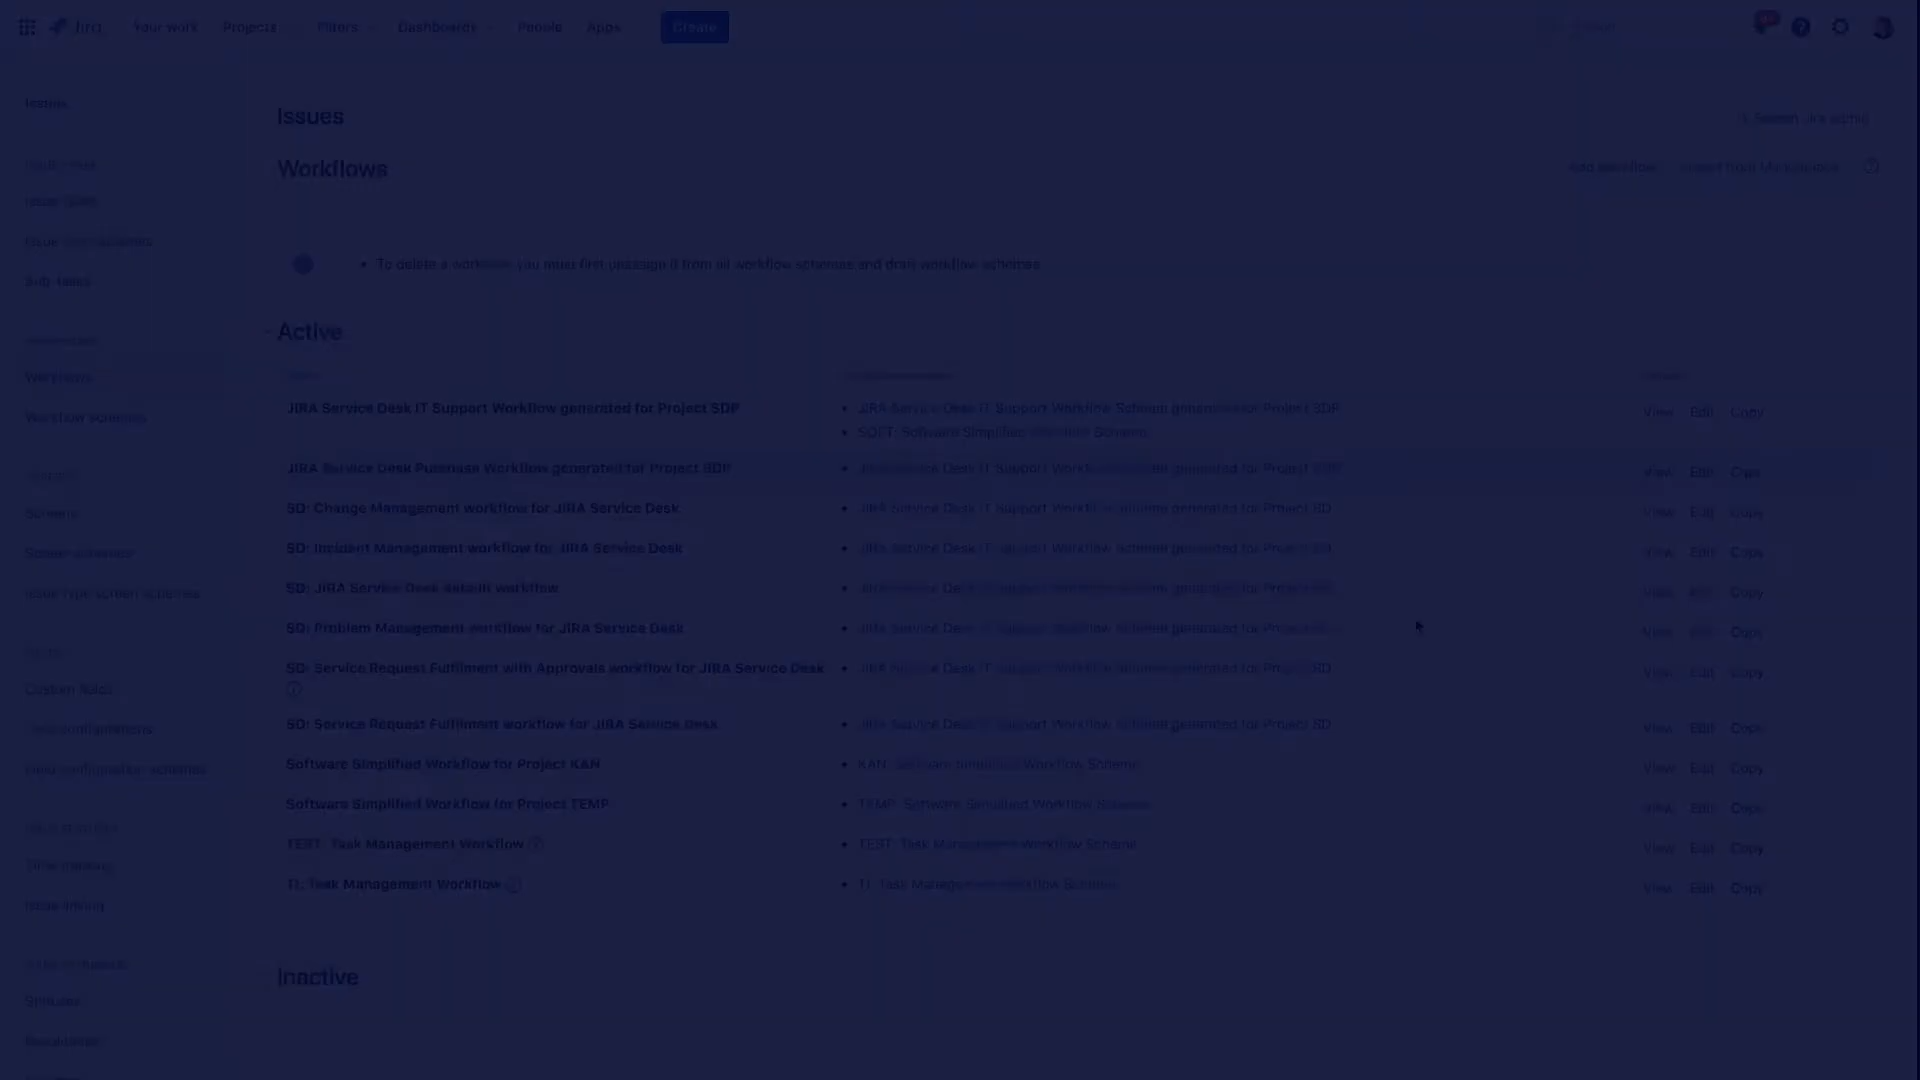 Jira Your work Projects Filters Dashboards People Apps Create Search
Issues
Issues
Search Jira admin
Workflows
Add workflow
Issue types
Issue type schemes
Sub-tasks
To delete a workflow, you must first unassign it from all workflow schemes and draft workflow schemes.
Active
Workflows
Workflow schemes
JIRA Service Desk IT Support Workflow generated for Project SDP
JIRA Service Desk IT Support Workflow Scheme generated for Project SDP
SOFT: Software Simplified Workflow Scheme
View Edit Copy
JIRA Service Desk Purchase Workflow generated for Project SDP
JIRA Service Desk IT Support Workflow Scheme generated for Project SDP
View Edit Copy
Screens
SD: Change Management workflow for JIRA Service Desk
JIRA Service Desk IT Support Workflow Scheme generated for Project SD
View Edit Copy
Screen schemes
SD: Incident Management workflow for JIRA Service Desk
JIRA Service Desk IT Support Workflow Scheme generated for Project SD
View Edit Copy
Issue type screen schemes
SD: JIRA Service Desk default workflow
JIRA Service Desk IT Support Workflow Scheme generated for Project SD
View Edit Copy
SD: Problem Management workflow for JIRA Service Desk
JIRA Service Desk IT Support Workflow Scheme generated for Project SD
View Edit Copy
Custom fields
SD: Service Request Fulfilment with Approvals workflow for JIRA Service Desk
JIRA Service Desk IT Support Workflow Scheme generated for Project SD
View Edit Copy
Field configurations
SD: Service Request Fulfilment workflow for JIRA Service Desk
JIRA Service Desk IT Support Workflow Scheme generated for Project SD
View Edit Copy
Field configuration schemes
Software Simplified Workflow for Project KAN
KAN: Software Simplified Workflow Scheme
View Edit Copy
Software Simplified Workflow for Project TEMP
TEMP: Software Simplified Workflow Scheme
View Edit Copy
Time tracking
TEST: Task Management Workflow
TEST: Task Management Workflow Scheme
View Edit Copy
Issue linking
TI: Task Management Workflow
TI: Task Management Workflow Scheme
View Edit Copy
Inactive
Statuses
Resolutions